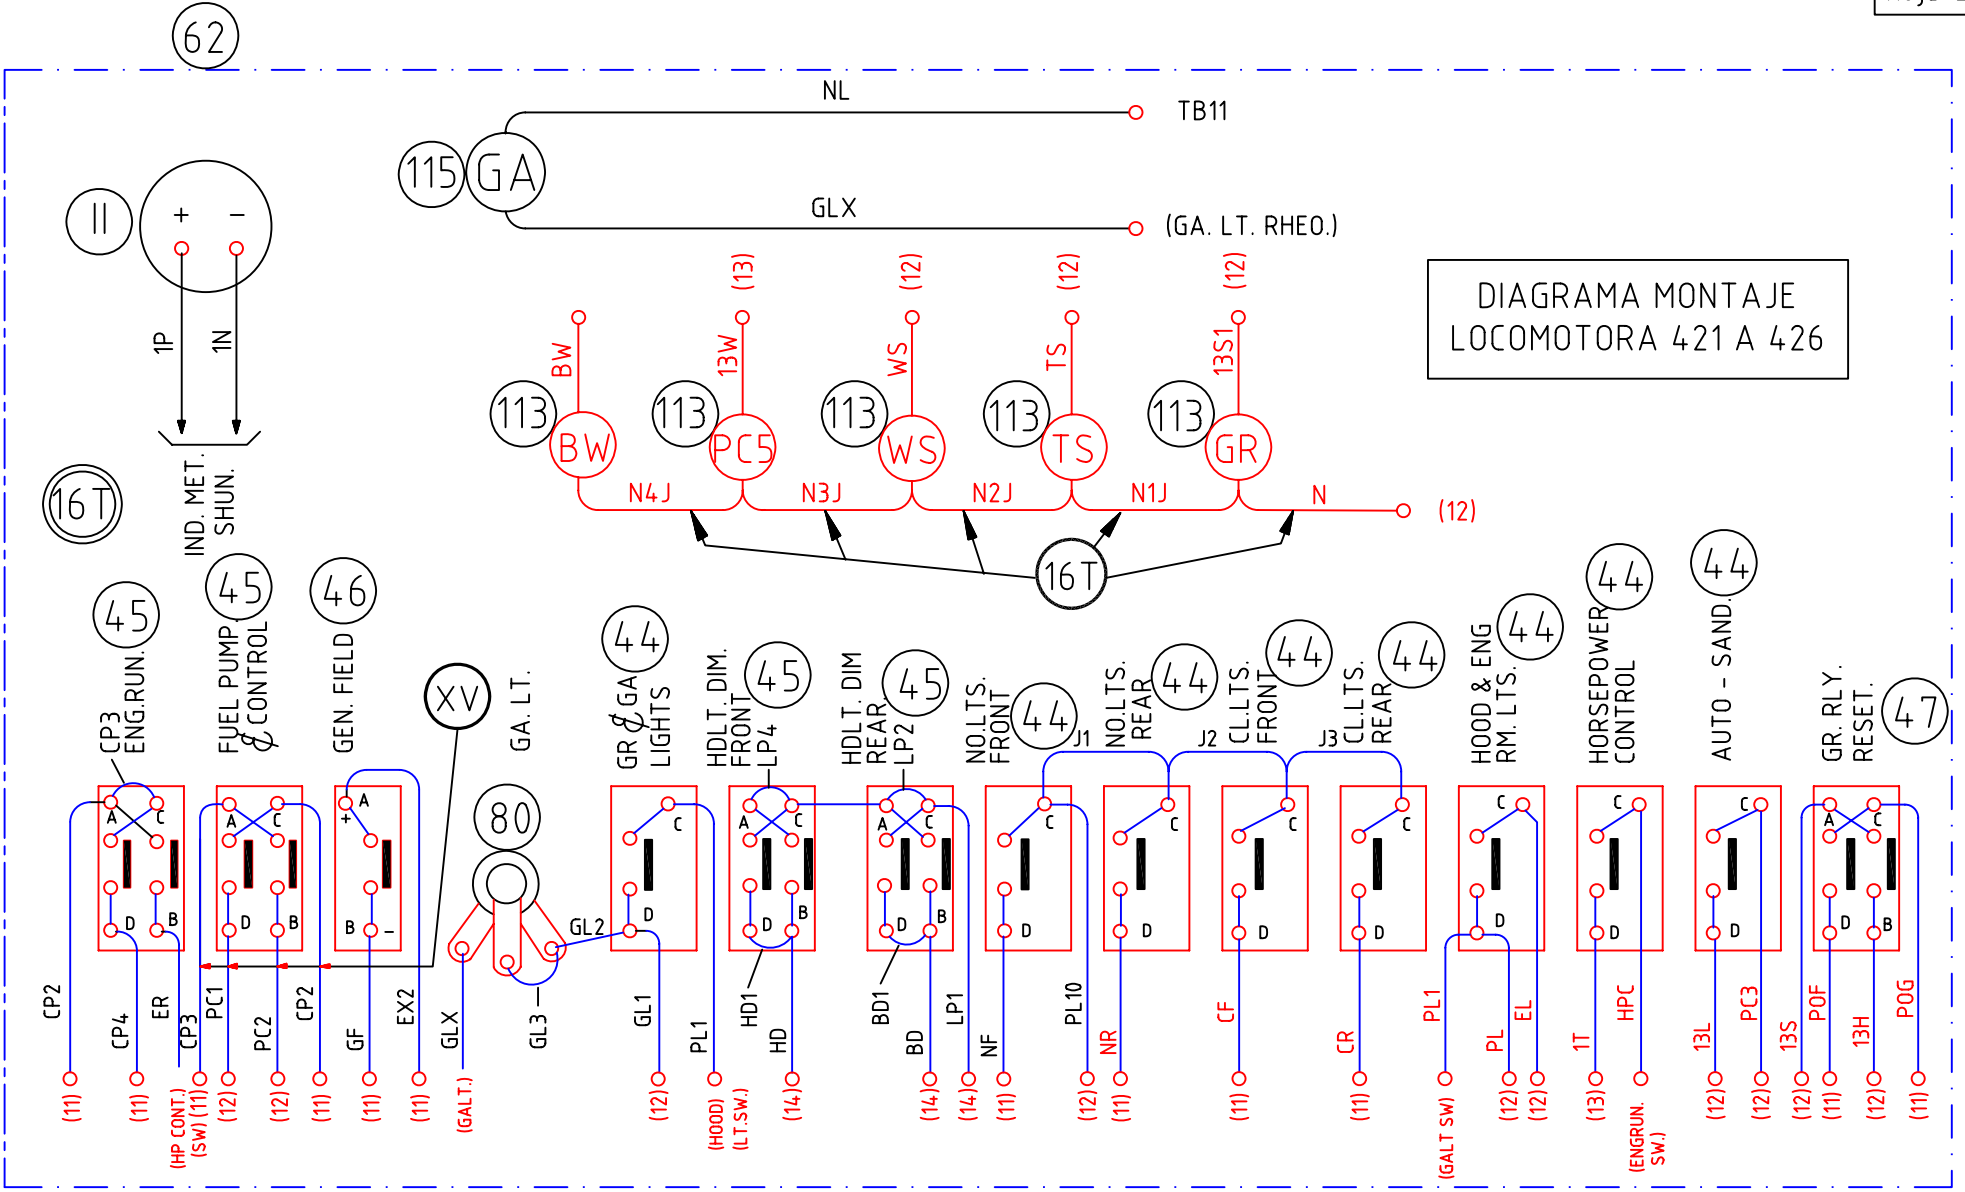 62
NL
TB11
115
GA
GLX
(GA. LT. RHEO.)
II
+ -
1P
1N
IND. MET.
SHUN.
16T
DIAGRAMA MONTAJE
LOCOMOTORA 421 A 426
(13)
(12)
(12)
(12)
BW
13W
WS
TS
13S1
113
BW
113
PC5
113
WS
113
TS
113
GR
N4J
N3J
N2J
N1J
N
(12)
16T
45
CP3
ENG.RUN.
45
FUEL PUMP.
& CONTROL
46
GEN. FIELD
XV
GA. LT.
80
44
GR & GA
LIGHTS
HDLT. DIM.
FRONT
LP4
45
HDLT. DIM
REAR.
LP2
45
NO.LTS.
FRONT
44
J1
NO.LTS.
REAR
44
J2
CL.LTS.
FRONT
44
J3
CL.LTS.
REAR
44
HOOD & ENG
RM. LTS.
44
HORSEPOWER
CONTROL
44
AUTO - SAND.
44
GR. RLY.
RESET.
47
A C
A C
A
+
C
A C
A C
C
C
C
C
C
C
C
A C
D B
D B
B -
D
D B
D B
D
D
D
D
D
D
D
D B
GL2
CP2
CP4
ER
CP3
PC1
PC2
CP2
GF
EX2
GLX
GL3
GL1
PL1
HD1
HD
BD1
BD
LP1
NF
PL10
NR
CF
CR
PL1
PL
EL
1T
HPC
13L
PC3
13S
POF
13H
POG
(11)
(11)
(HP CONT.)
(SW) (11)
(12)
(12)
(11)
(11)
(11)
(GALT.)
(12)
(HOOD)
(LT.SW.)
(14)
(14)
(14)
(11)
(12)
(11)
(11)
(11)
(GALT SW)
(12)
(12)
(13)
(ENGRUN.
SW.)
(12)
(12)
(12)
(11)
(12)
(11)